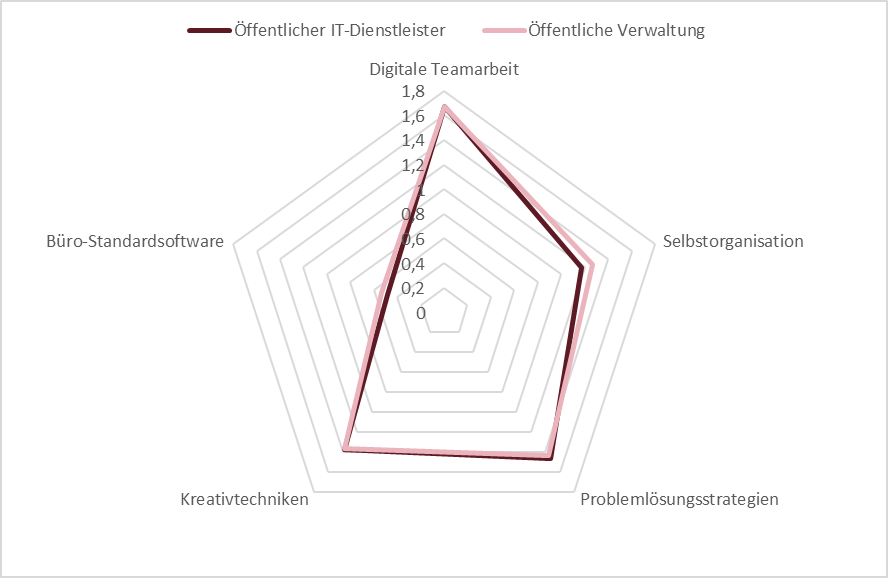 Öffentlicher IT-Dienstleister Öffentliche Verwaltung
Digitale Teamarbeit
1,8
1,6
1,4
1,2
1
0,8
0,6
Büro-Standardsoftware
Selbstorganisation
0,4
0,2
0
Kreativtechniken
Problemlösungsstrategien